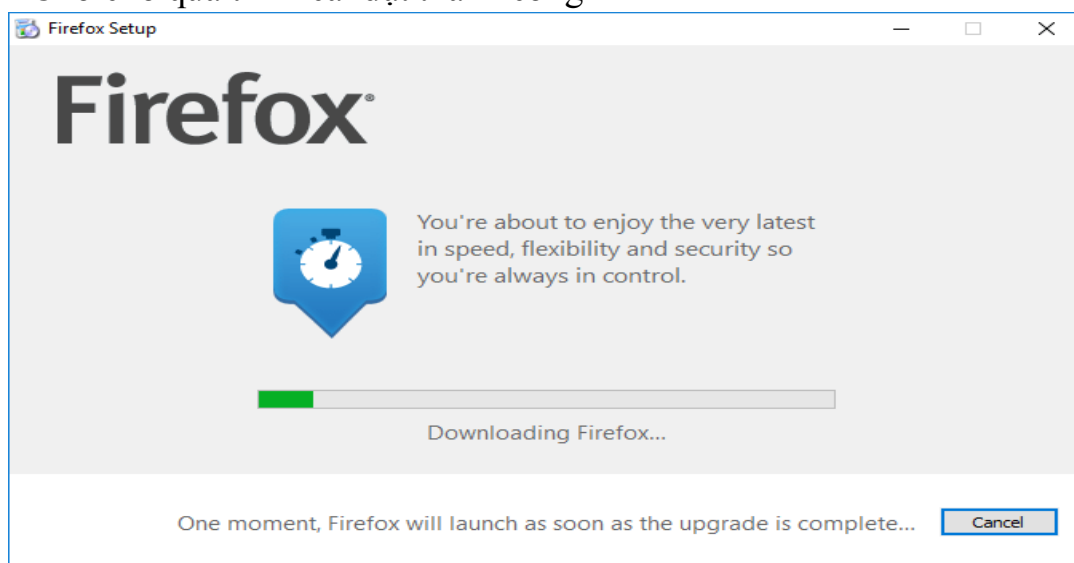 Firefox Setup
Firefox®
You're about to enjoy the very latest
in speed, flexibility and security so
you're always in control.
Downloading Firefox...
One moment, Firefox will launch as soon as the upgrade is complete...
Cancel